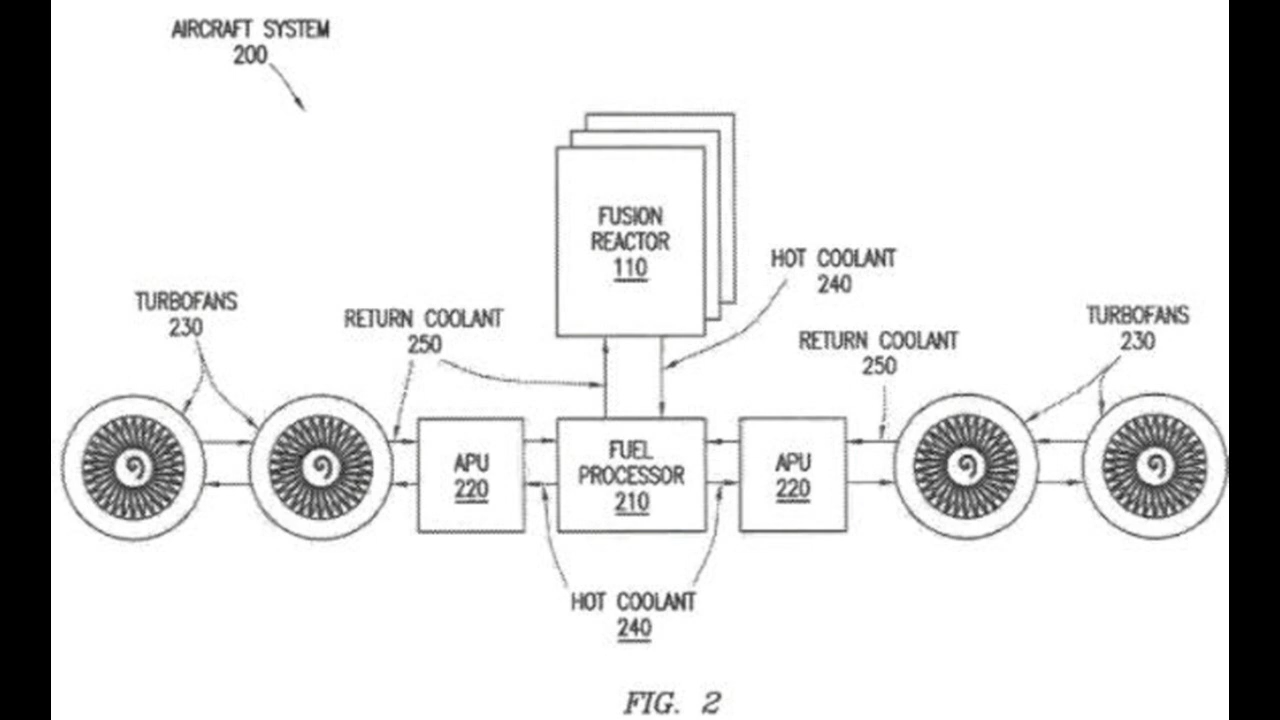 AIRCRAFT SYSTEM
200
FUSION
REACTOR
110
HOT COOLANT
240
TURBOFANS
230
RETURN COOLANT
250
RETURN COOLANT
250
TURBOFANS
230
APU
220
FUEL
PROCESSOR
210
APU
220
HOT COOLANT
240
FIG. 2